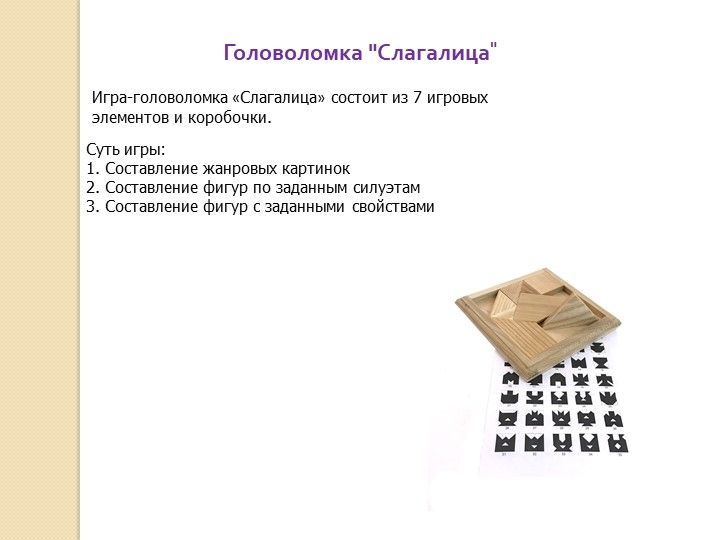 Головоломка "Слагалица"
Игра-головоломка «Слагалица» состоит из 7 игровых
элементов и коробочки.
Суть игры:
1. Составление жанровых картинок
2. Составление фигур по заданным силуэтам
3. Составление фигур с заданными свойствами